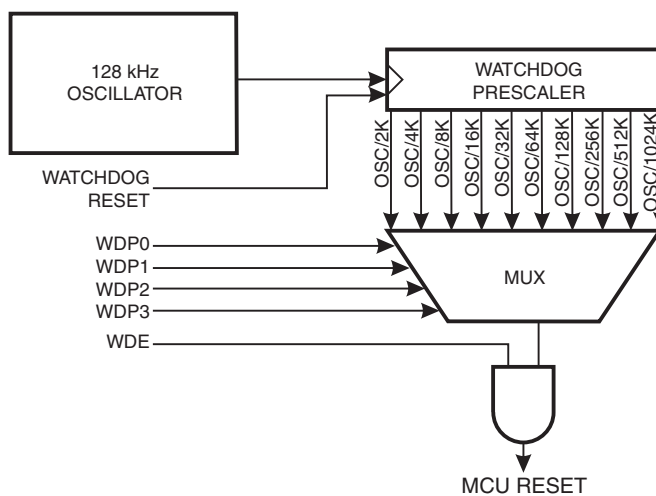 128 kHz
OSCILLATOR
WATCHDOG
PRESCALER
OSC/2K
OSC/4K
OSC/8K
OSC/16K
OSC/32K
OSC/64K
OSC/128K
OSC/256K
OSC/512K
OSC/1024K
WATCHDOG
RESET
WDP0
WDP1
WDP2
WDP3
MUX
WDE
MCU RESET